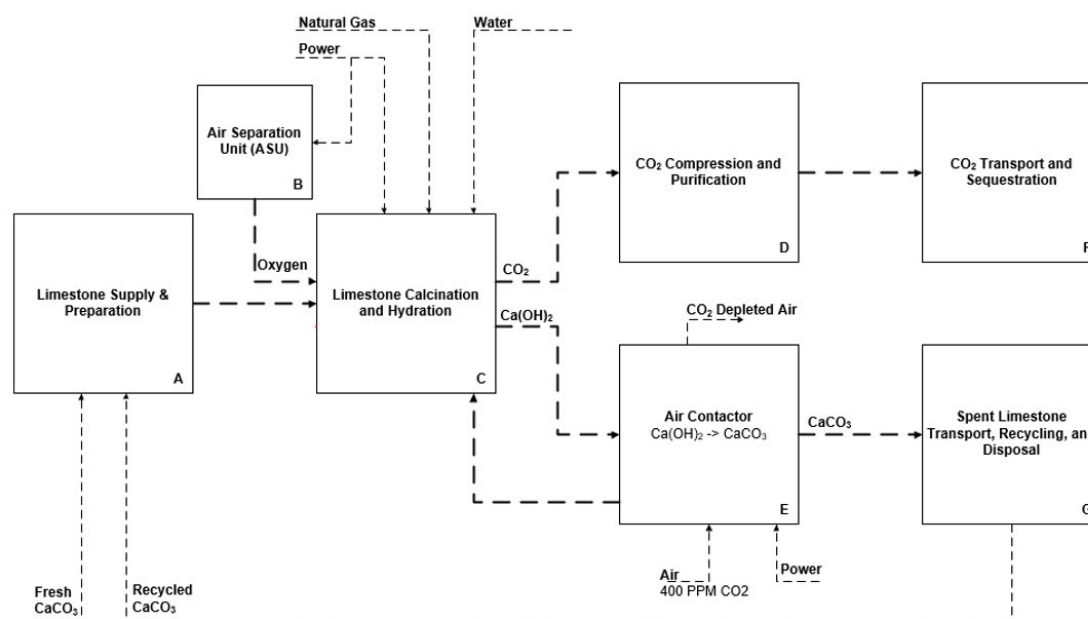 Natural Gas
Power
Water
Air Separation
Unit (ASU)
B
CO₂ Compression and
Purification
D
CO₂ Transport and
Sequestration
F
Limestone Supply &
Preparation
A
Oxygen
Limestone Calcination
and Hydration
C
CO₂
Ca(OH)₂
CO₂ Depleted Air
Air Contactor
Ca(OH)₂ -> CaCO₃
E
CaCO₃
Spent Limestone
Transport, Recycling, an
Disposal
G
Fresh
CaCO₃
Recycled
CaCO₃
Air
400 PPM CO2
Power